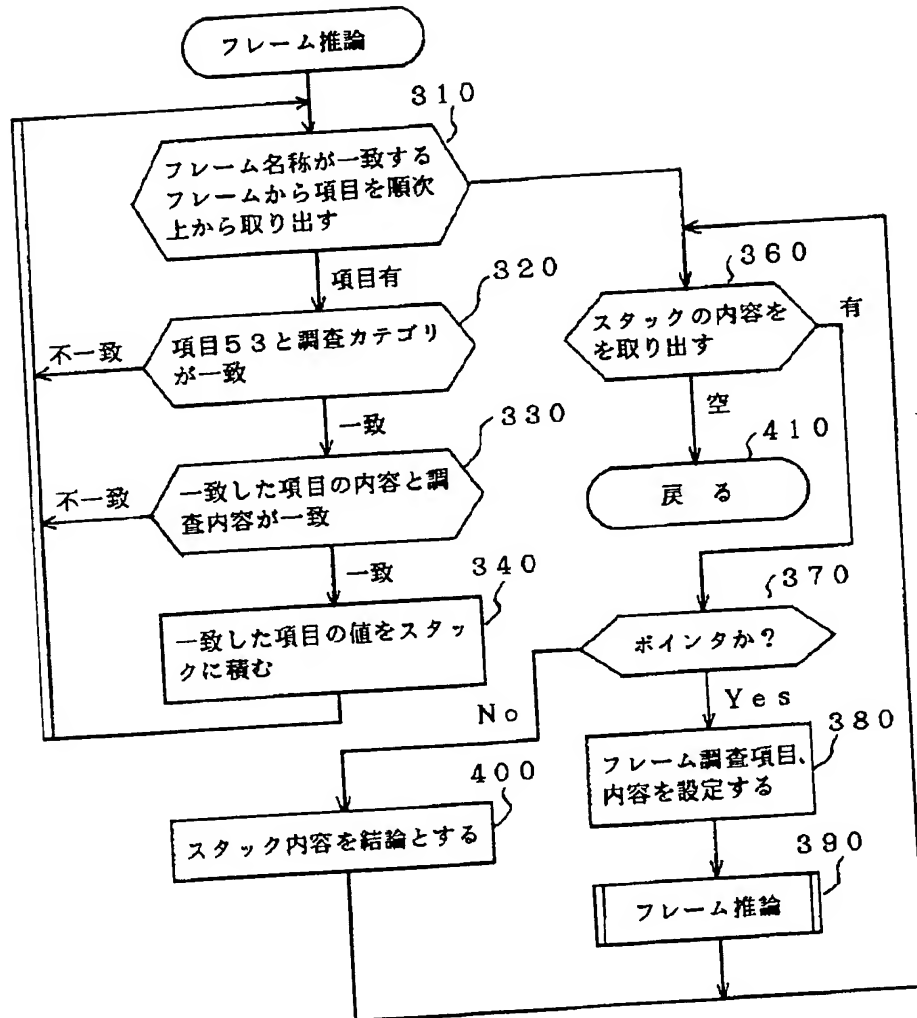 フレーム推論
310
フレーム名称が一致する
フレームから項目を順次
上から取り出す
項目有
320
項目53と調査カテゴリ
が一致
不一致
一致
330
一致した項目の内容と調
査内容が一致
不一致
一致
340
一致した項目の値をスタッ
クに積む
360
スタックの内容を
を取り出す
有
空
410
戻る
370
ポインタか?
No
Yes
380
フレーム調査項目、
内容を設定する
390
フレーム推論
400
スタック内容を結論とする